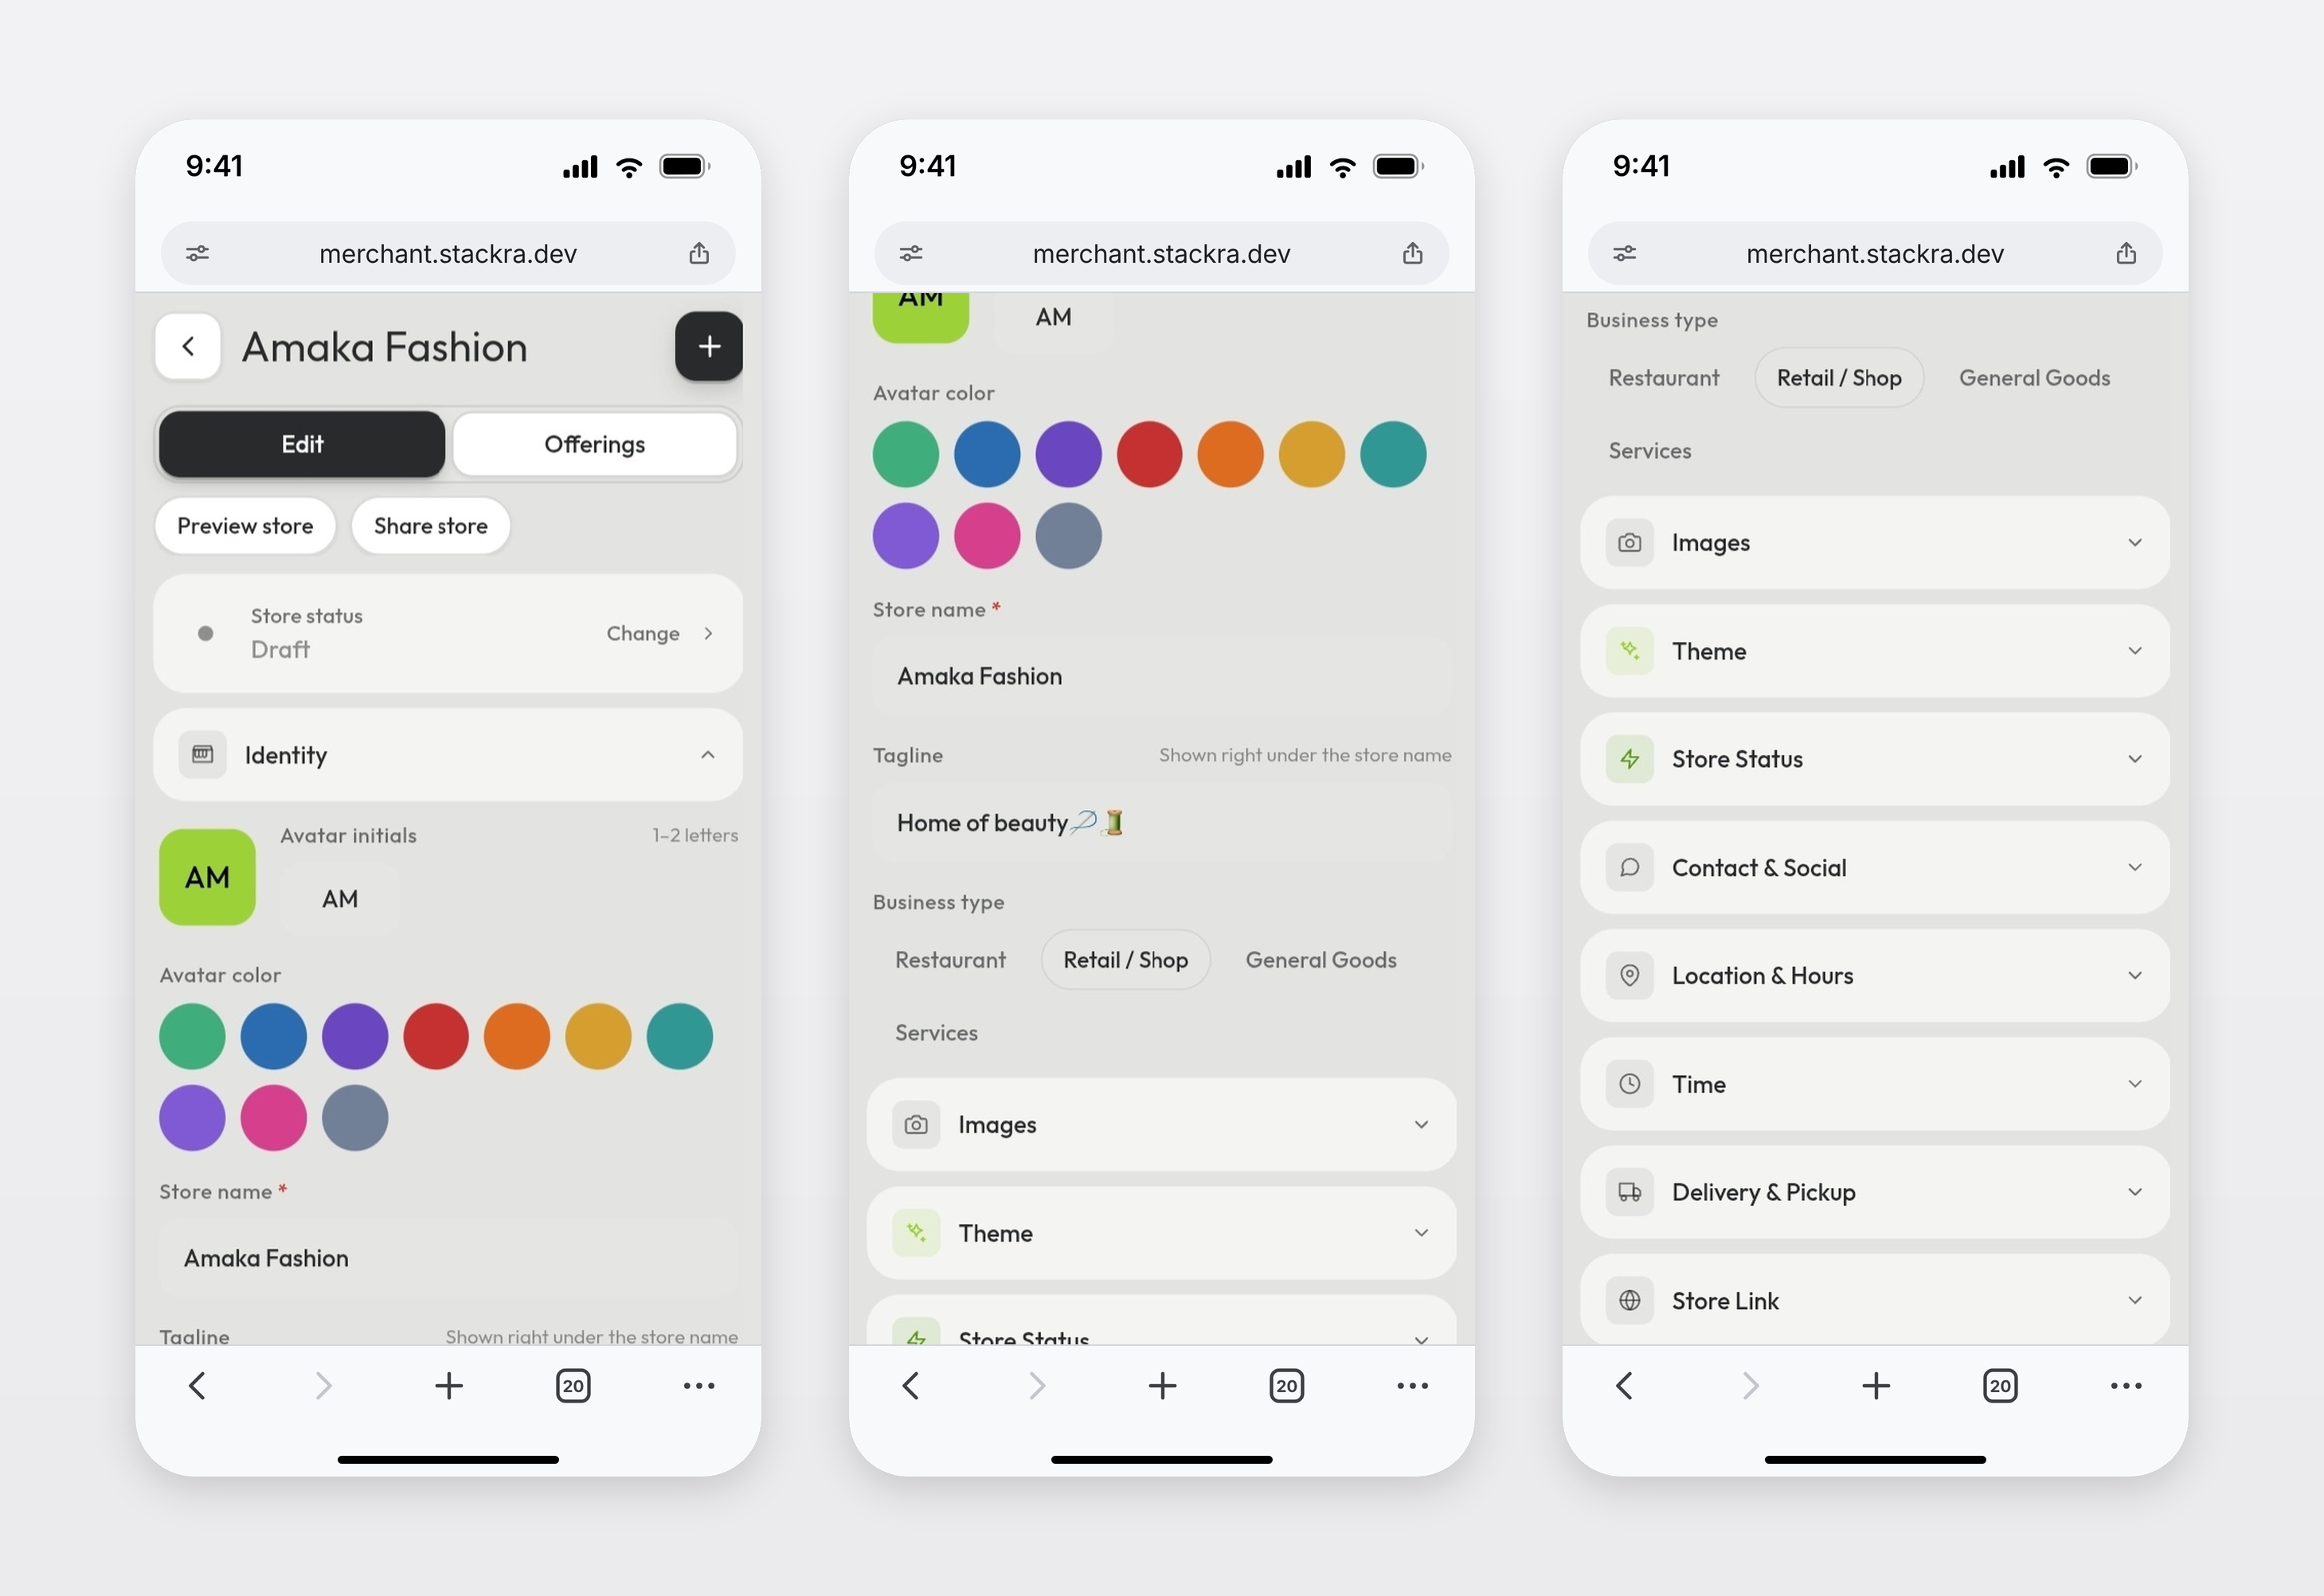 9:41
merchant.stackra.dev
Amaka Fashion
Edit
Offerings
Preview store
Share store
Store status
Draft
Change
Identity
AM
Avatar initials
1–2 letters
AM
Avatar color
Store name *
Amaka Fashion
Tagline
Shown right under the store name
20
9:41
merchant.stackra.dev
AM
AM
Avatar color
Store name *
Amaka Fashion
Tagline
Shown right under the store name
Home of beauty🪡🧵
Business type
Restaurant
Retail / Shop
General Goods
Services
Images
Theme
Store Status
20
9:41
merchant.stackra.dev
Business type
Restaurant
Retail / Shop
General Goods
Services
Images
Theme
Store Status
Contact & Social
Location & Hours
Time
Delivery & Pickup
Store Link
20